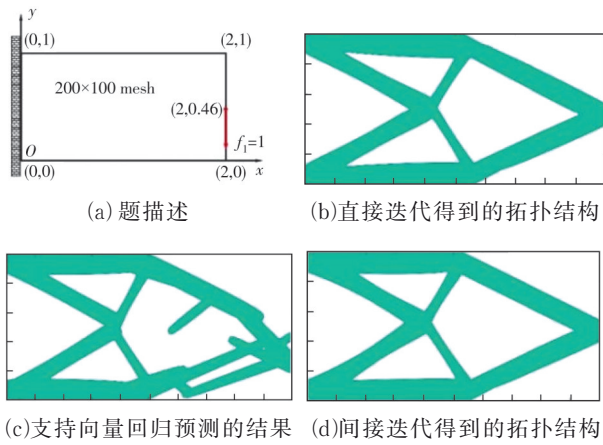 y
(0,1)
(2,1)
200×100 mesh
(2,0.46)
f₁=1
O
x
(0,0)
(2,0)
(a)题描述
(b)直接迭代得到的拓扑结构
(c)支持向量回归预测的结果
(d)间接迭代得到的拓扑结构